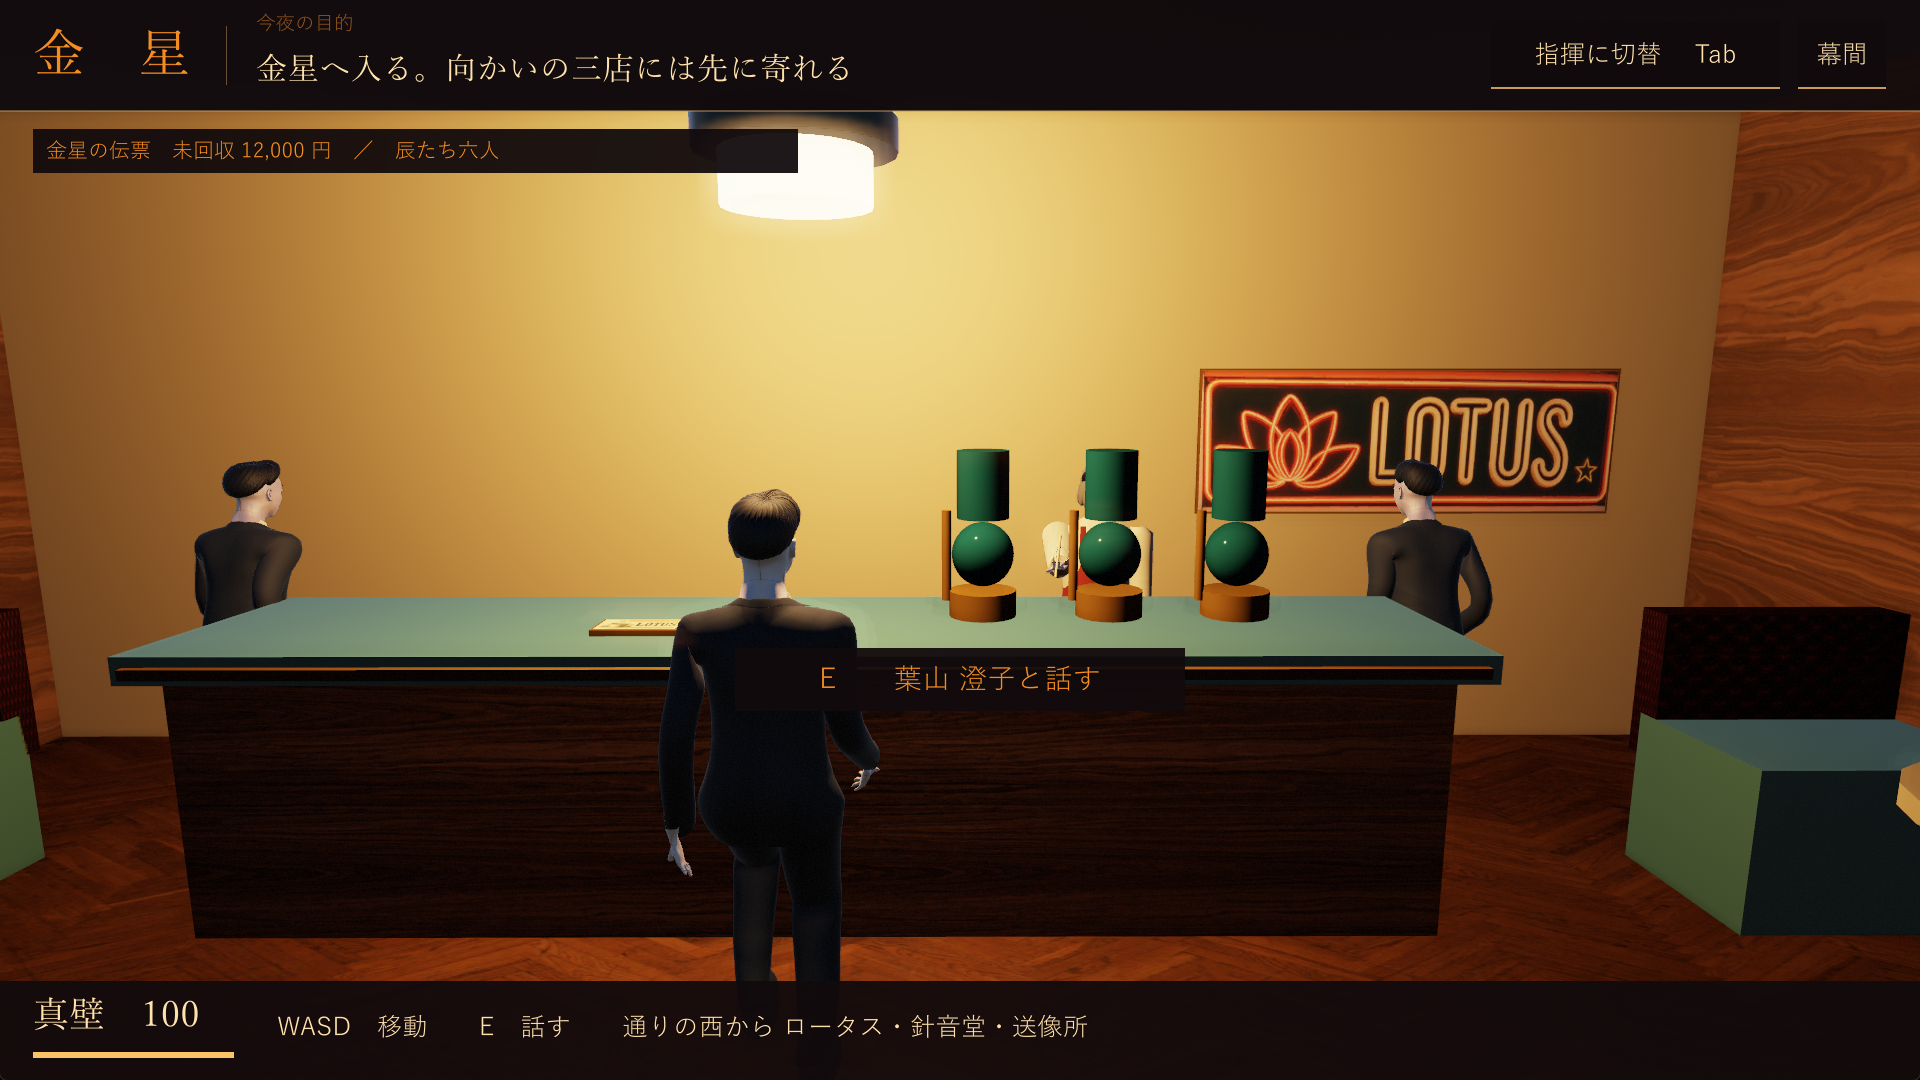 金星
今夜の目的
金星へ入る。向かいの三店には先に寄れる
指揮に切替 Tab
幕間
金星の伝票 未回収 12,000 円 ／ 辰たち六人
LOTUS
LOTUS
E 葉山 澄子と話す
真壁 100
WASD 移動 E 話す 通りの西から ロータス・針音堂・送像所